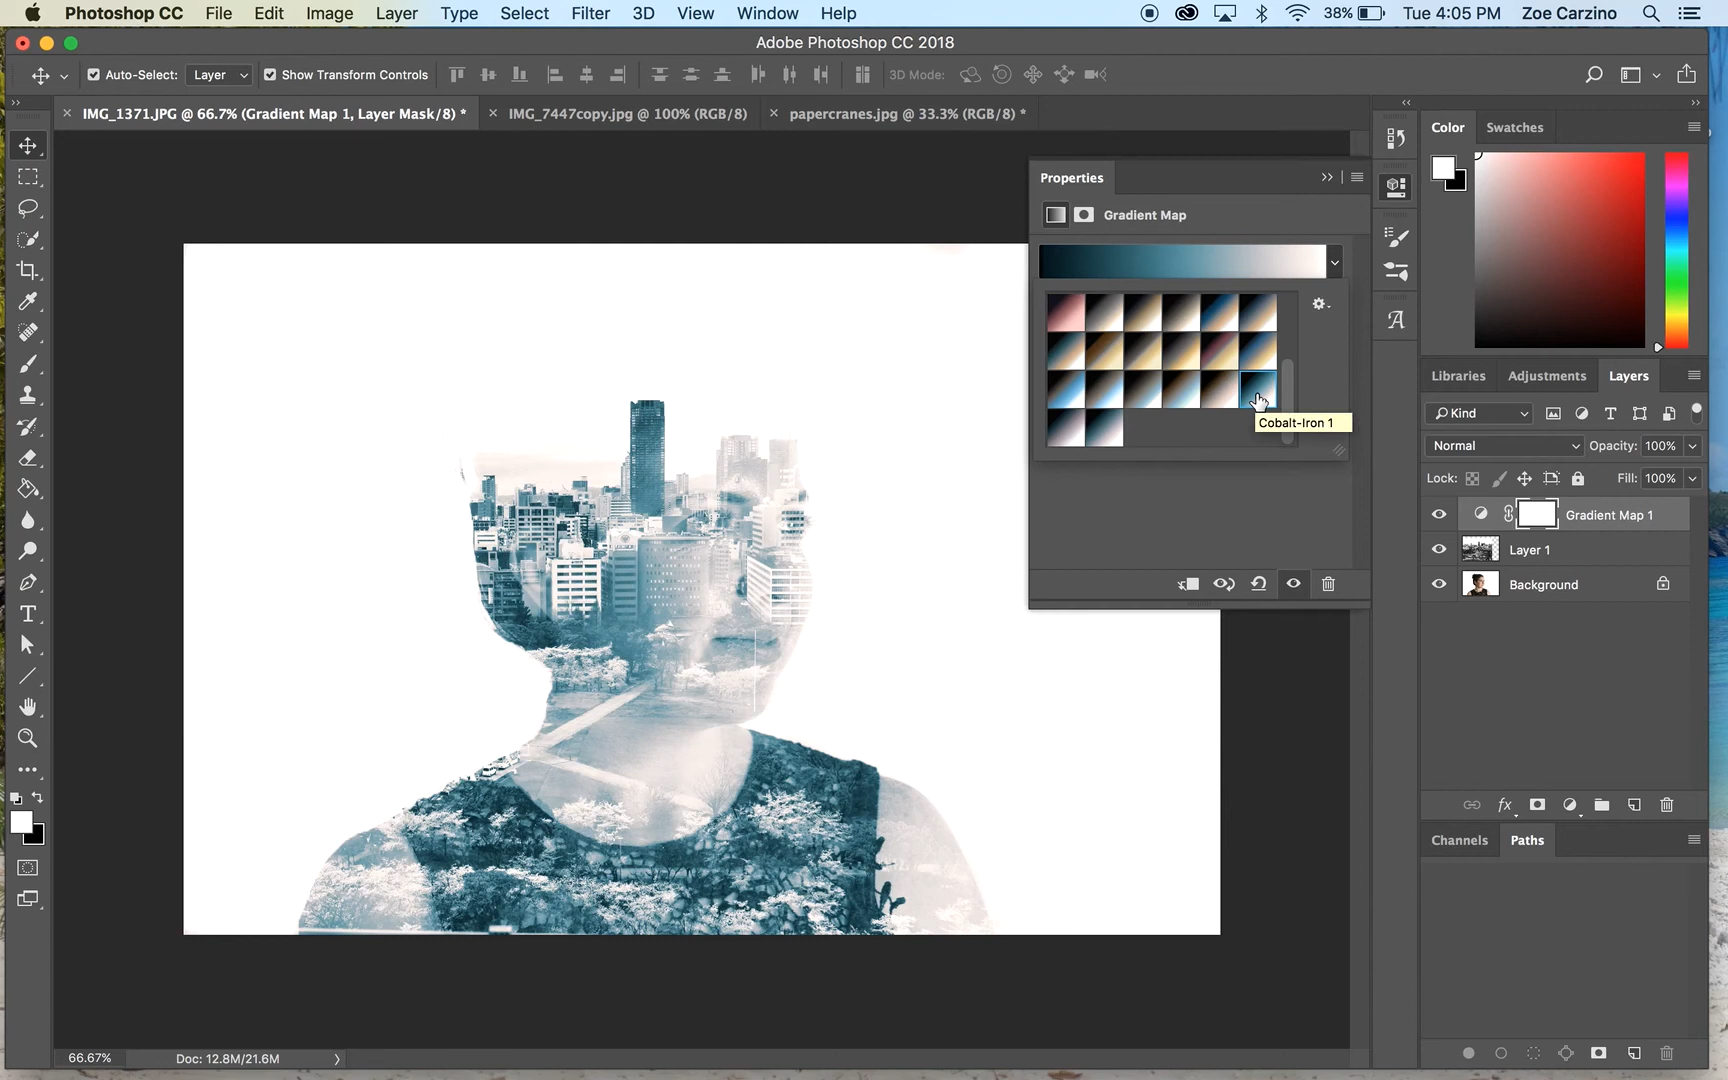 Photoshop CC File Edit Image Layer Type Select Filter 3D View Window Help 38% Tue 4:05 PM Zoe Carzino
Adobe Photoshop CC 2018
Auto-Select: Layer Show Transform Controls 3D Mode:
IMG_1371.JPG @ 66.7% (Gradient Map 1, Layer Mask/8) * IMG_7447copy.jpg @ 100% (RGB/8) papercranes.jpg @ 33.3% (RGB/8) *
Color Swatches
Properties
Gradient Map
Cobalt-Iron 1
Libraries Adjustments Layers
Kind
Normal Opacity: 100%
Lock: Fill: 100%
Gradient Map 1
Layer 1
Background
fx
Channels Paths
66.67% Doc: 12.8M/21.6M